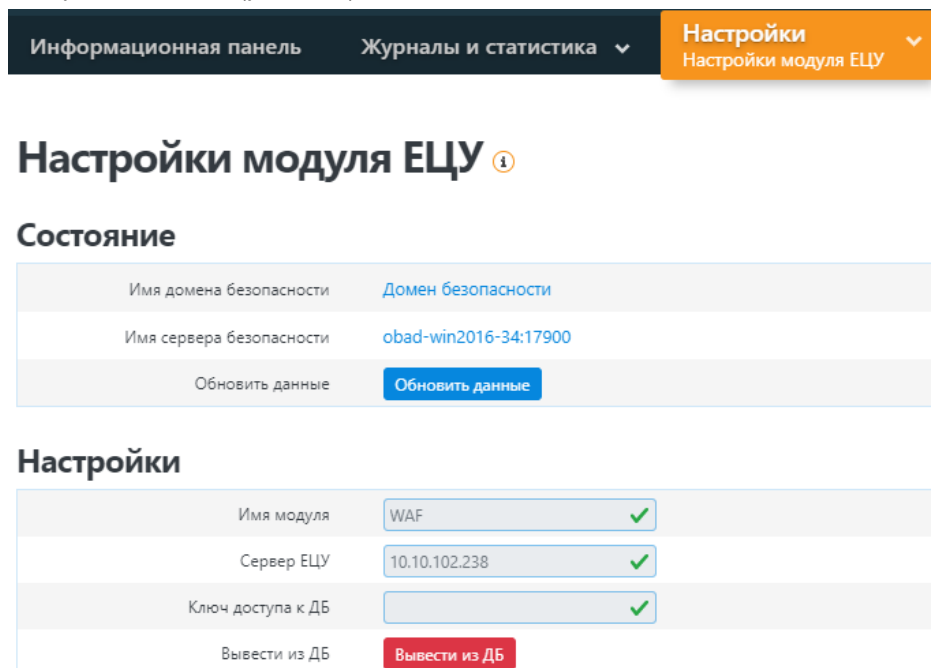 Информационная панель Журналы и статистика Настройки
Настройки модуля ЕЦУ
Настройки модуля ЕЦУ
Состояние
Имя домена безопасности Домен безопасности
Имя сервера безопасности obad-win2016-34:17900
Обновить данные Обновить данные
Настройки
Имя модуля WAF
Сервер ЕЦУ 10.10.102.238
Ключ доступа к ДБ
Вывести из ДБ Вывести из ДБ